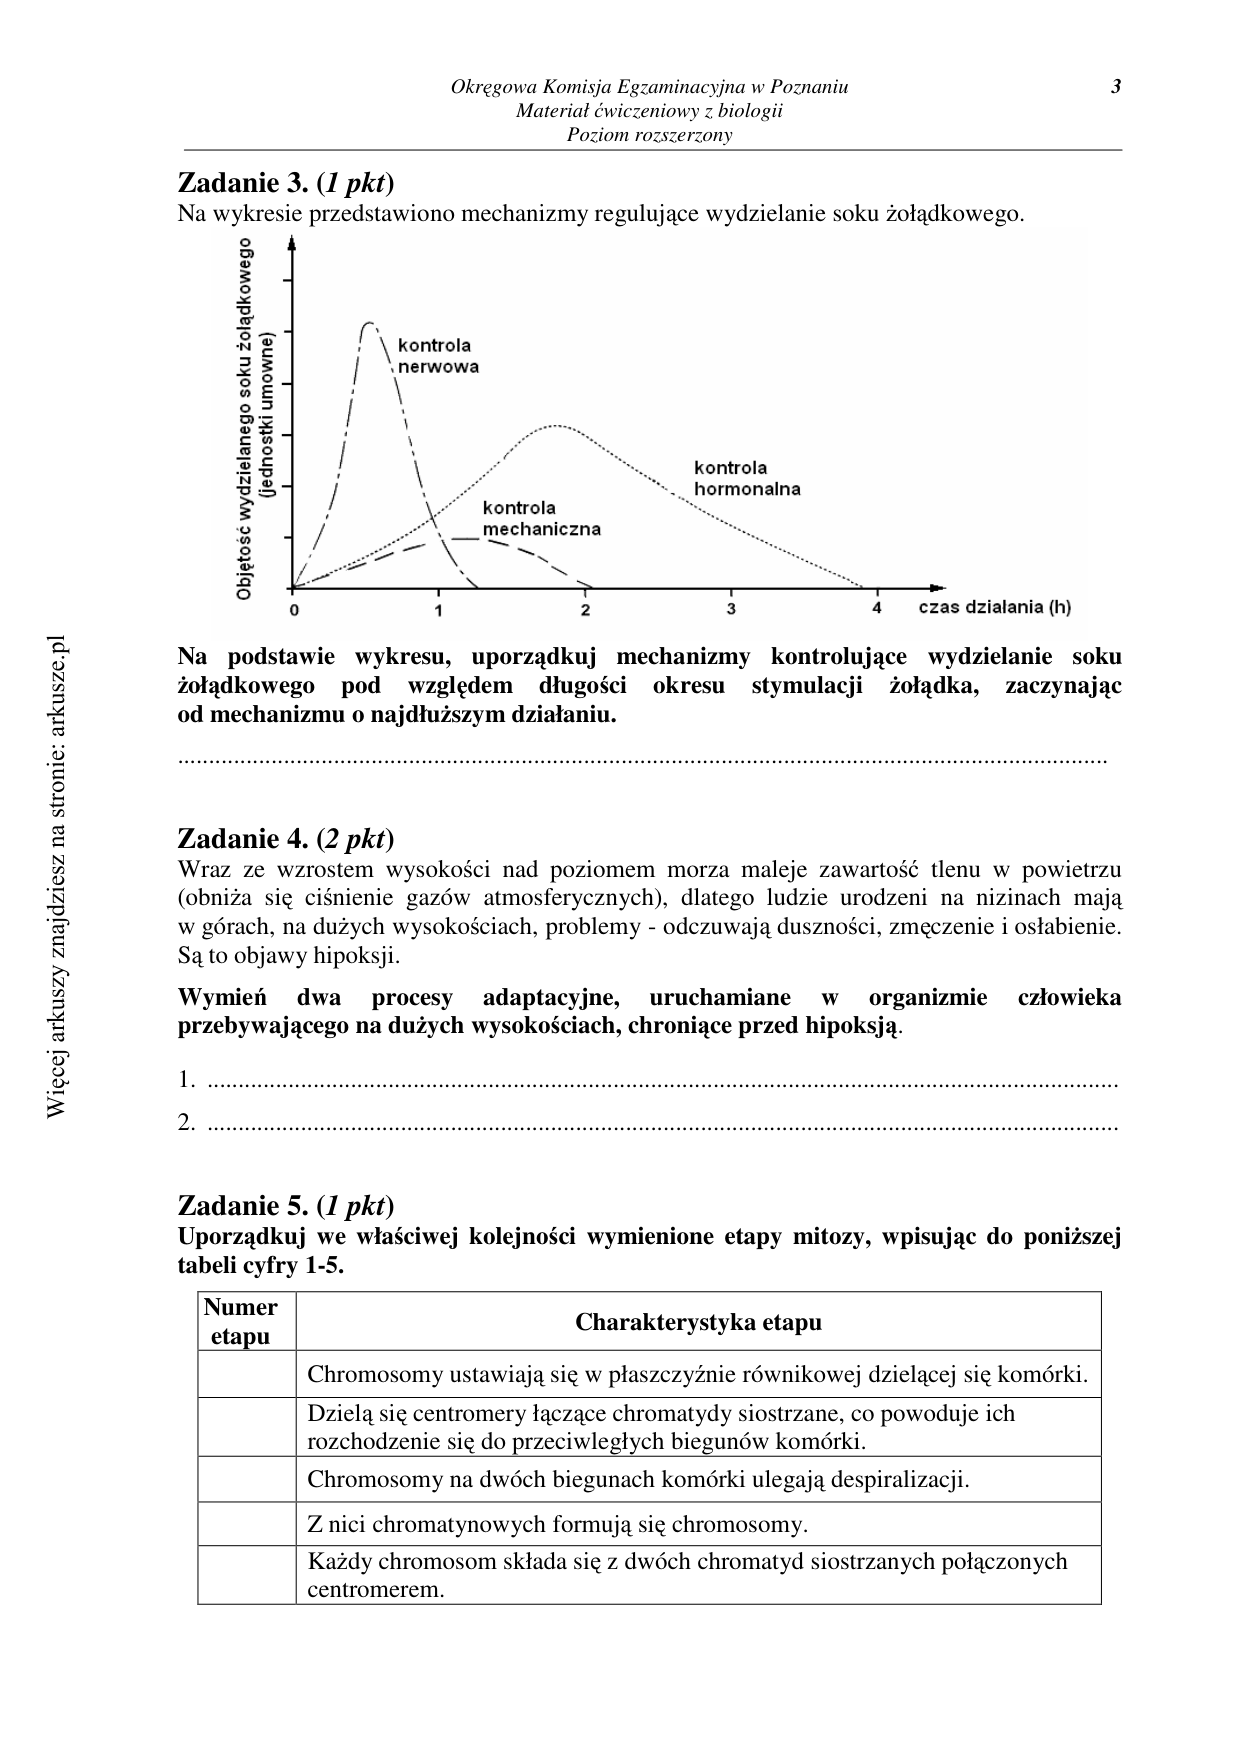 Okręgowa Komisja Egzaminacyjna w Poznaniu
3
Materiał ćwiczeniowy z biologii
Poziom rozszerzony
Zadanie 3. (1 pkt)
Na wykresie przedstawiono mechanizmy regulujące wydzielanie soku żołądkowego.
Objętość wydzielanego soku żołądkowego
(jednostki umowne)
kontrola
nerwowa
kontrola
hormonalna
kontrola
mechaniczna
0 1 2 3 4 czas działania (h)
Na podstawie wykresu, uporządkuj mechanizmy kontrolujące wydzielanie soku
żołądkowego pod względem długości okresu stymulacji żołądka, zaczynając
od mechanizmu o najdłuższym działaniu.
Zadanie 4. (2 pkt)
Wraz ze wzrostem wysokości nad poziomem morza maleje zawartość tlenu w powietrzu
(obniża się ciśnienie gazów atmosferycznych), dlatego ludzie urodzeni na nizinach mają
w górach, na dużych wysokościach, problemy - odczuwają duszności, zmęczenie i osłabienie.
Są to objawy hipoksji.
Wymień dwa procesy adaptacyjne, uruchamiane w organizmie człowieka
przebywającego na dużych wysokościach, chroniące przed hipoksją.
1.
2.
Zadanie 5. (1 pkt)
Uporządkuj we właściwej kolejności wymienione etapy mitozy, wpisując do poniższej
tabeli cyfry 1-5.
Numer
etapu
Charakterystyka etapu
Chromosomy ustawiają się w płaszczyźnie równikowej dzielącej się komórki.
Dzielą się centromery łączące chromatydy siostrzane, co powoduje ich
rozchodzenie się do przeciwległych biegunów komórki.
Chromosomy na dwóch biegunach komórki ulegają despiralizacji.
Z nici chromatynowych formują się chromosomy.
Każdy chromosom składa się z dwóch chromatyd siostrzanych połączonych
centromerem.
Więcej arkuszy znajdziesz na stronie: arkusze.pl